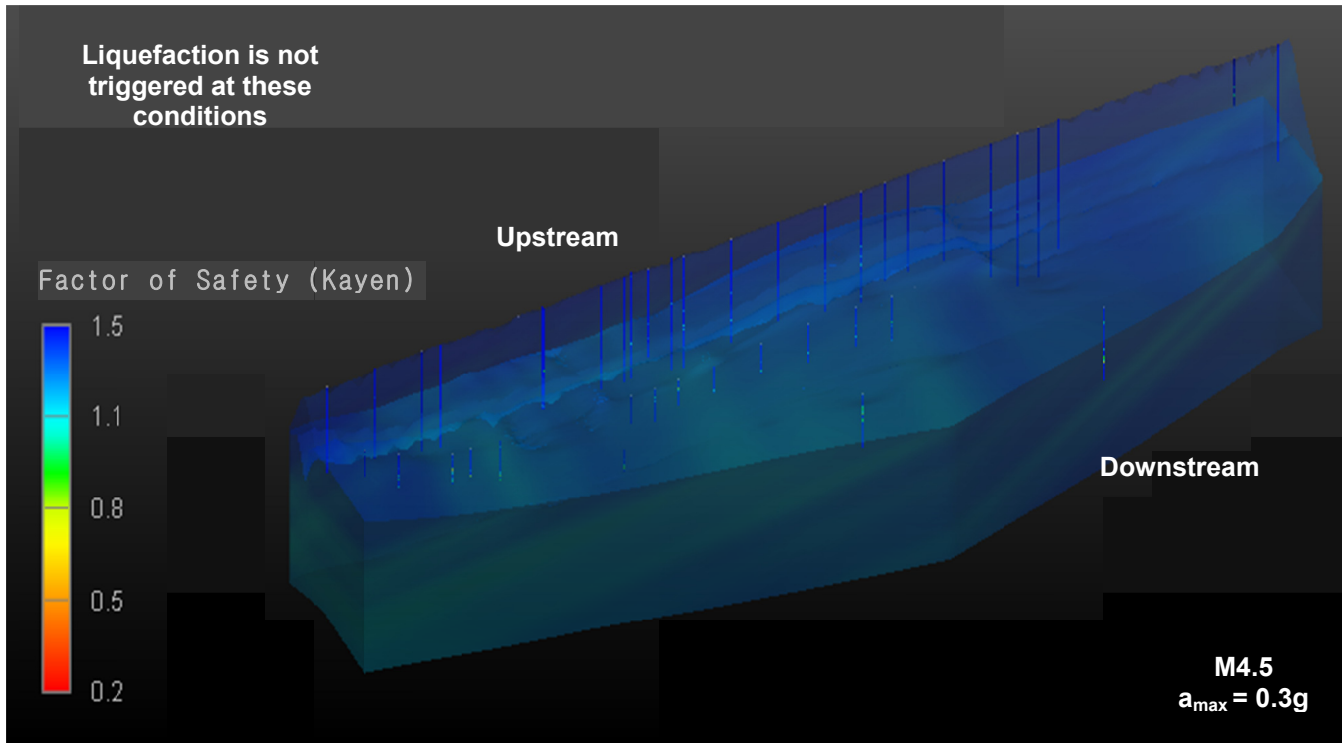 Liquefaction is not
triggered at these
conditions
Upstream
Factor of Safety (Kayen)
1.5
1.1
0.8
0.5
0.2
Downstream
M4.5
amax = 0.3g